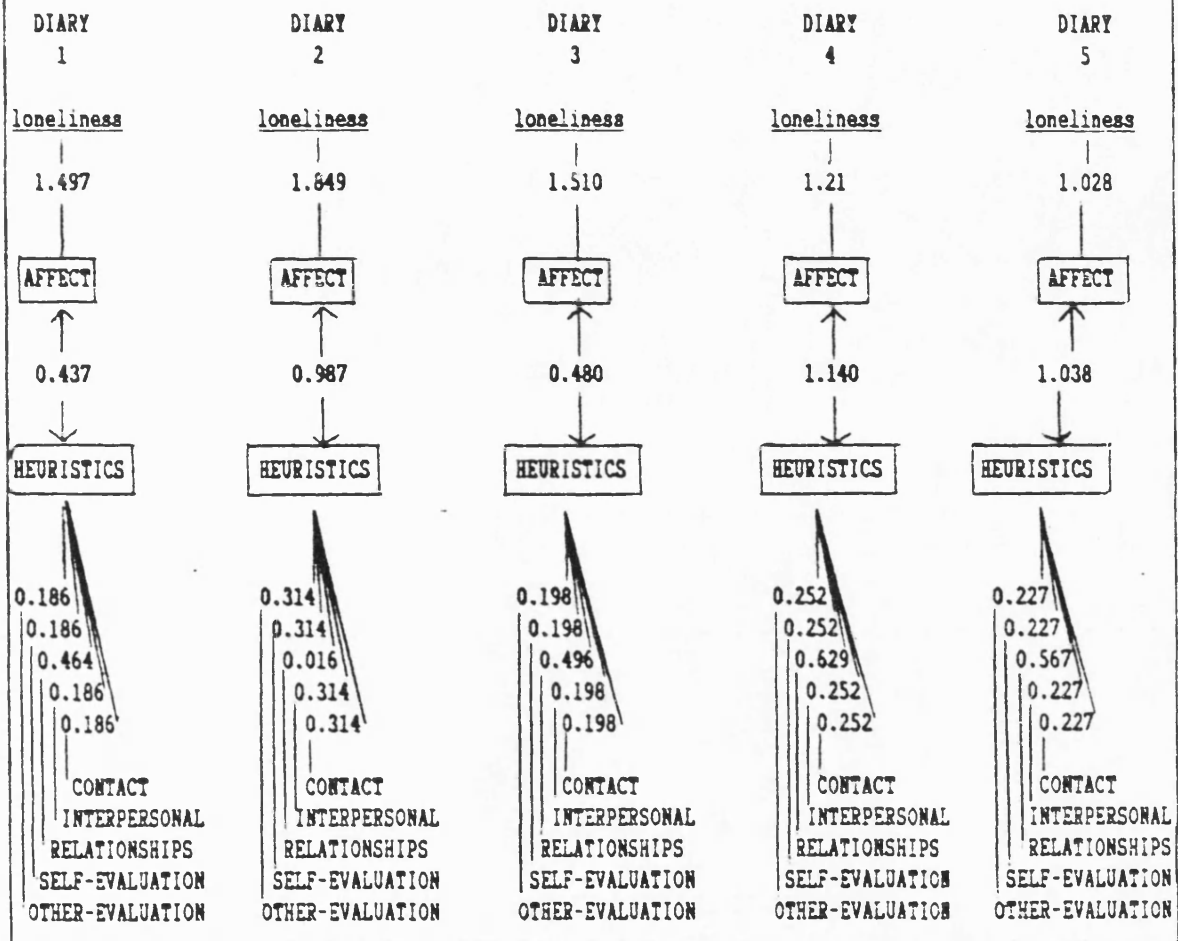 DIARY DIARY DIARY DIARY DIARY
1 2 3 4 5
loneliness loneliness loneliness loneliness loneliness
1.497 1.849 1.510 1.21 1.028
AFFECT AFFECT AFFECT AFFECT AFFECT
0.437 0.987 0.480 1.140 1.038
HEURISTICS HEURISTICS HEURISTICS HEURISTICS HEURISTICS
0.186 0.314 0.198 0.252 0.227
0.186 0.314 0.198 0.252 0.227
0.464 0.016 0.496 0.629 0.567
0.186 0.314 0.198 0.252 0.227
0.186 0.314 0.198 0.252 0.227
CONTACT CONTACT CONTACT CONTACT CONTACT
INTERPERSONAL INTERPERSONAL INTERPERSONAL INTERPERSONAL INTERPERSONAL
RELATIONSHIPS RELATIONSHIPS RELATIONSHIPS RELATIONSHIPS RELATIONSHIPS
SELF-EVALUATION SELF-EVALUATION SELF-EVALUATION SELF-EVALUATION SELF-EVALUATION
OTHER-EVALUATION OTHER-EVALUATION OTHER-EVALUATION OTHER-EVALUATION OTHER-EVALUATION